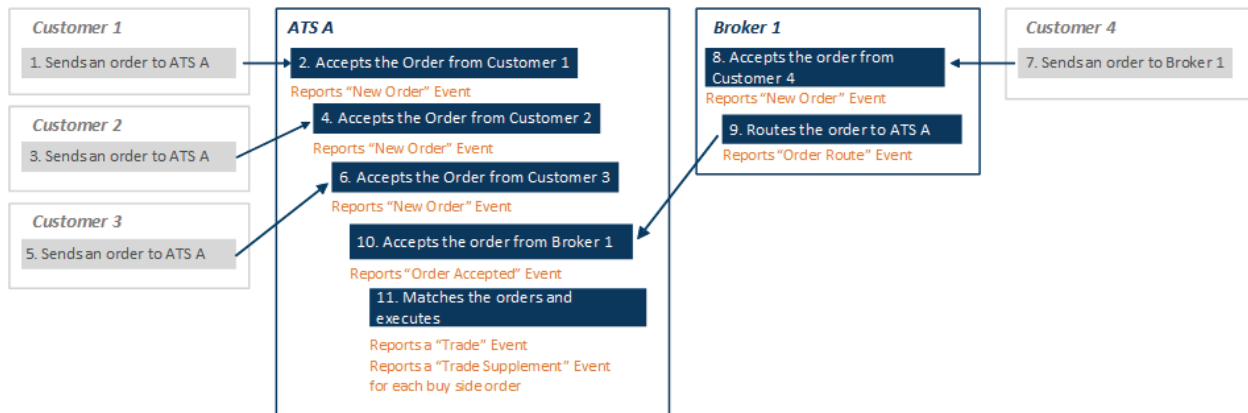 Customer 1
1. Sends an order to ATS A
Customer 2
3. Sends an order to ATS A
Customer 3
5. Sends an order to ATS A
ATS A
2. Accepts the Order from Customer 1
Reports “New Order” Event
4. Accepts the Order from Customer 2
Reports “New Order” Event
6. Accepts the Order from Customer 3
Reports “New Order” Event
10. Accepts the order from Broker 1
Reports “Order Accepted” Event
11. Matches the orders and
executes
Reports a “Trade” Event
Reports a “Trade Supplement” Event
for each buy side order
Broker 1
8. Accepts the order from
Customer 4
Reports “New Order” Event
9. Routes the order to ATS A
Reports “Order Route” Event
Customer 4
7. Sends an order to Broker 1